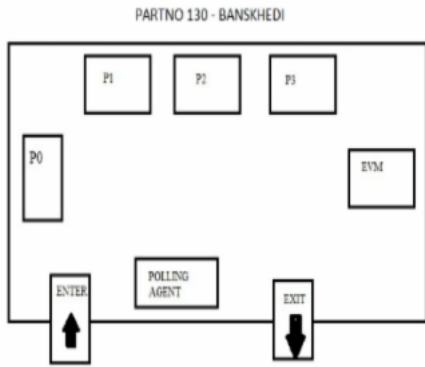 PARTNO 130 - BANSKHEDI
P1
P2
P3
P0
EVM
POLLING
AGENT
ENTER
EXIT